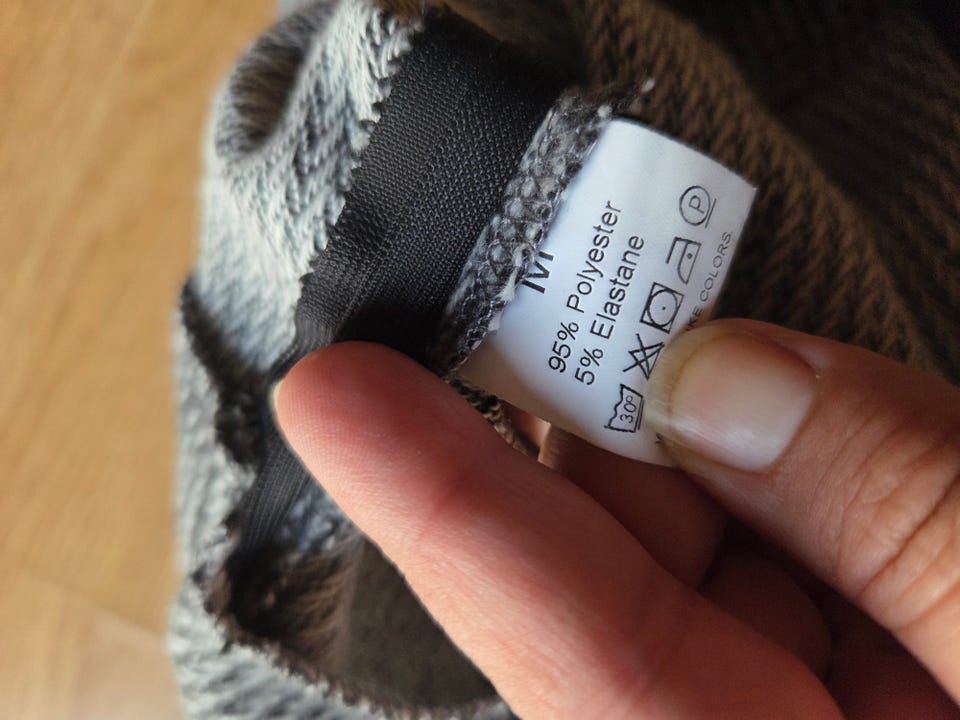 M
95% Polyester
5% Elastane
30°
P
COLORS.